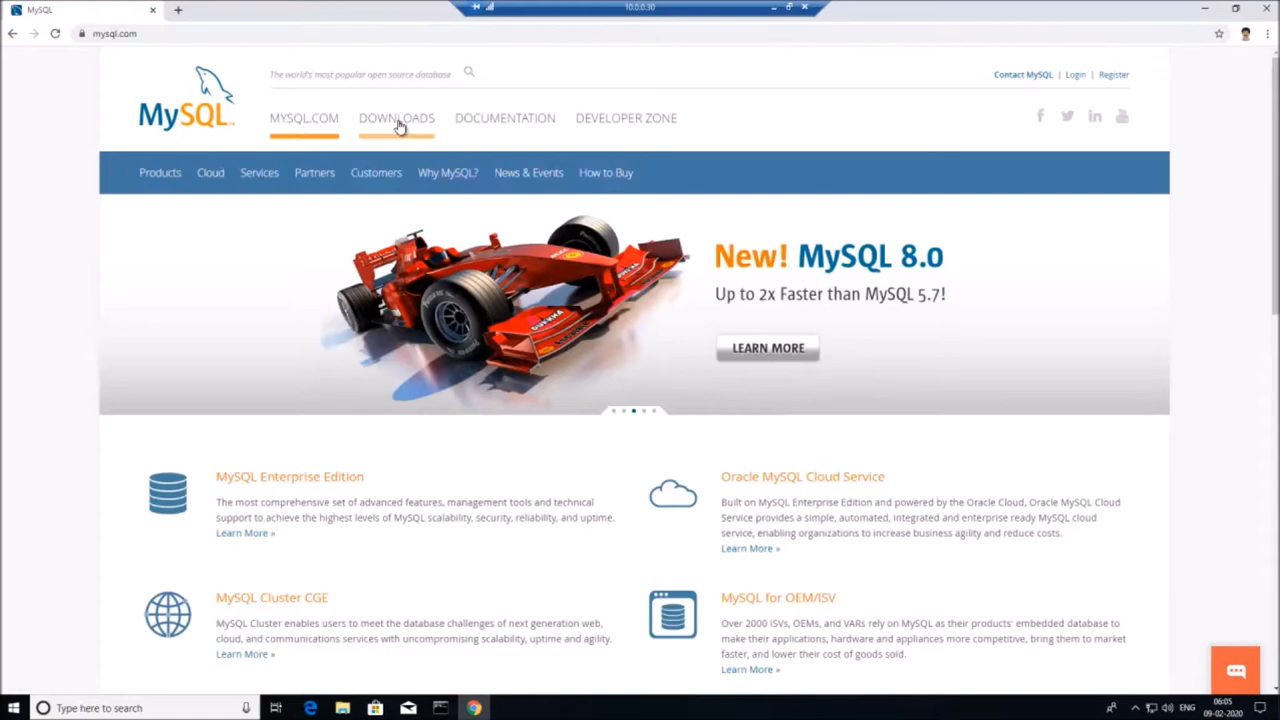 MySQL
10.0.0.30
mysql.com
The world's most popular open source database
Contact MySQL | Login | Register
MySQL™
MYSQL.COM
DOWNLOADS
DOCUMENTATION
DEVELOPER ZONE
Products
Cloud
Services
Partners
Customers
Why MySQL?
News & Events
How to Buy
New! MySQL 8.0
Up to 2x Faster than MySQL 5.7!
LEARN MORE
MySQL Enterprise Edition
The most comprehensive set of advanced features, management tools and technical
support to achieve the highest levels of MySQL scalability, security, reliability, and uptime.
Learn More »
Oracle MySQL Cloud Service
Built on MySQL Enterprise Edition and powered by the Oracle Cloud, Oracle MySQL Cloud
Service provides a simple, automated, integrated and enterprise ready MySQL cloud
service, enabling organizations to increase business agility and reduce costs.
Learn More »
MySQL Cluster CGE
MySQL Cluster enables users to meet the database challenges of next generation web,
cloud, and communications services with uncompromising scalability, uptime and agility.
Learn More »
MySQL for OEM/ISV
Over 2000 ISVs, OEMs, and VARs rely on MySQL as their products' embedded database to
make their applications, hardware and appliances more competitive, bring them to market
faster, and lower their cost of goods sold.
Learn More »
Type here to search
ENG
06:05
09-02-2020